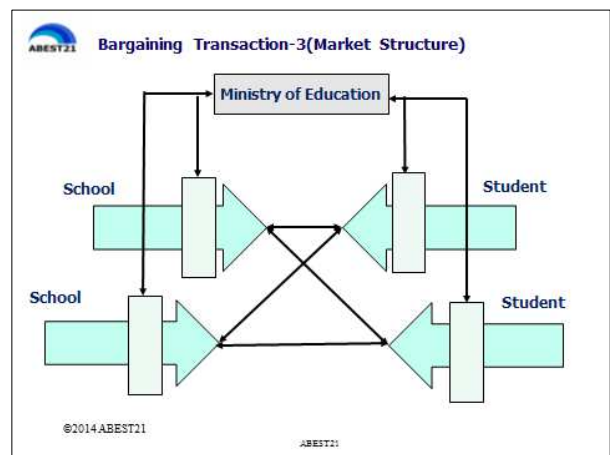 ABEST21
Bargaining Transaction-3(Market Structure)
Ministry of Education
School
Student
School
Student
©2014 ABEST21
ABEST21